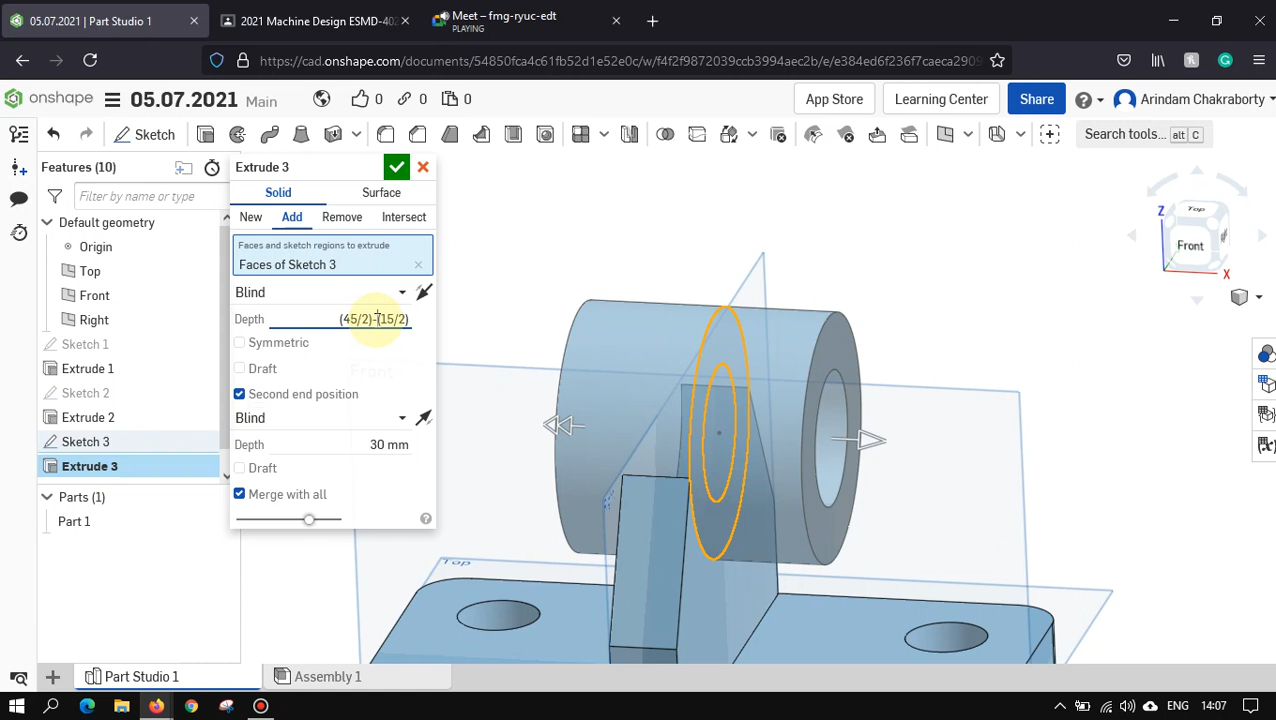 05.07.2021 | Part Studio 1
2021 Machine Design ESMD-402
Meet – fmg-ryuc-edt
PLAYING
https://cad.onshape.com/documents/54850fca4c61fb52d1e52e0c/w/f4f2f9872039ccb3994acab2/e/e384ed6f236f7caeca2909
onshape
05.07.2021
Main
0
0
0
App Store
Learning Center
Share
Arindam Chakraborty
Sketch
Search tools...
alt
C
Features (10)
Filter by name or type
Default geometry
Origin
Top
Front
Right
Sketch 1
Extrude 1
Sketch 2
Extrude 2
Sketch 3
Extrude 3
Parts (1)
Part 1
Extrude 3
Solid
Surface
New
Add
Remove
Intersect
Faces and sketch regions to extrude
Faces of Sketch 3
Blind
Depth
(45/2)-(15/2)
Symmetric
Draft
Second end position
Blind
Depth
30 mm
Draft
Merge with all
Front
Top
Z
Top
Front
X
Part Studio 1
Assembly 1
ENG
14:07